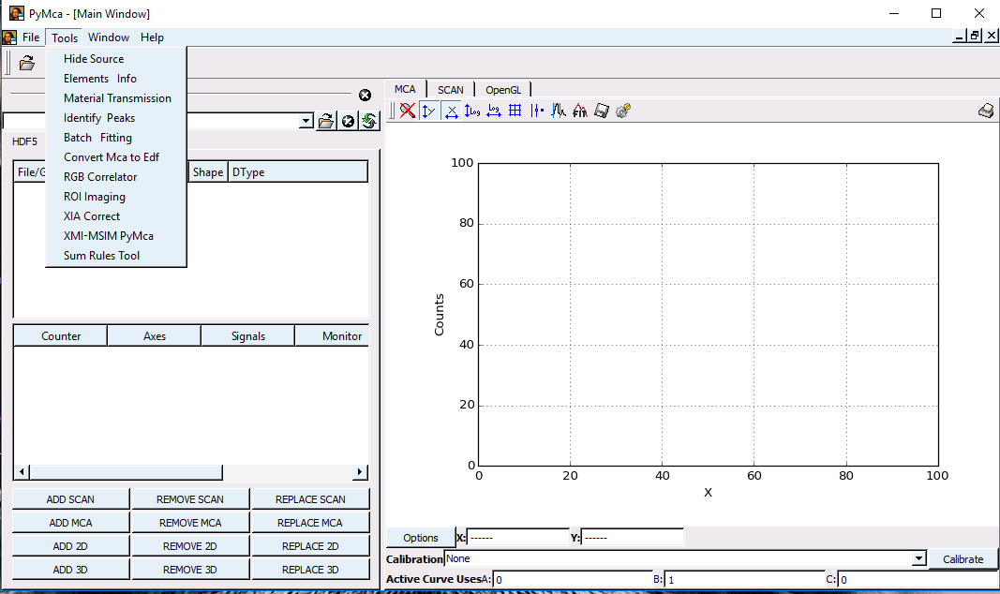 PyMca - [Main Window]
File Tools Window Help
Hide Source
Elements Info
Material Transmission
Identify Peaks
Batch Fitting
Convert Mca to Edf
RGB Correlator
ROI Imaging
XIA Correct
XMI-MSIM PyMca
Sum Rules Tool
HDF5
File/G Shape DType
Counter Axes Signals Monitor
ADD SCAN REMOVE SCAN REPLACE SCAN
ADD MCA REMOVE MCA REPLACE MCA
ADD 2D REMOVE 2D REPLACE 2D
ADD 3D REMOVE 3D REPLACE 3D
MCA SCAN OpenGL
Log Log
100
80
60
40
20
0
Counts
0 20 40 60 80 100
X
Options X: ------ Y: ------
Calibration None Calibrate
Active Curve Uses A: 0 B: 1 C: 0